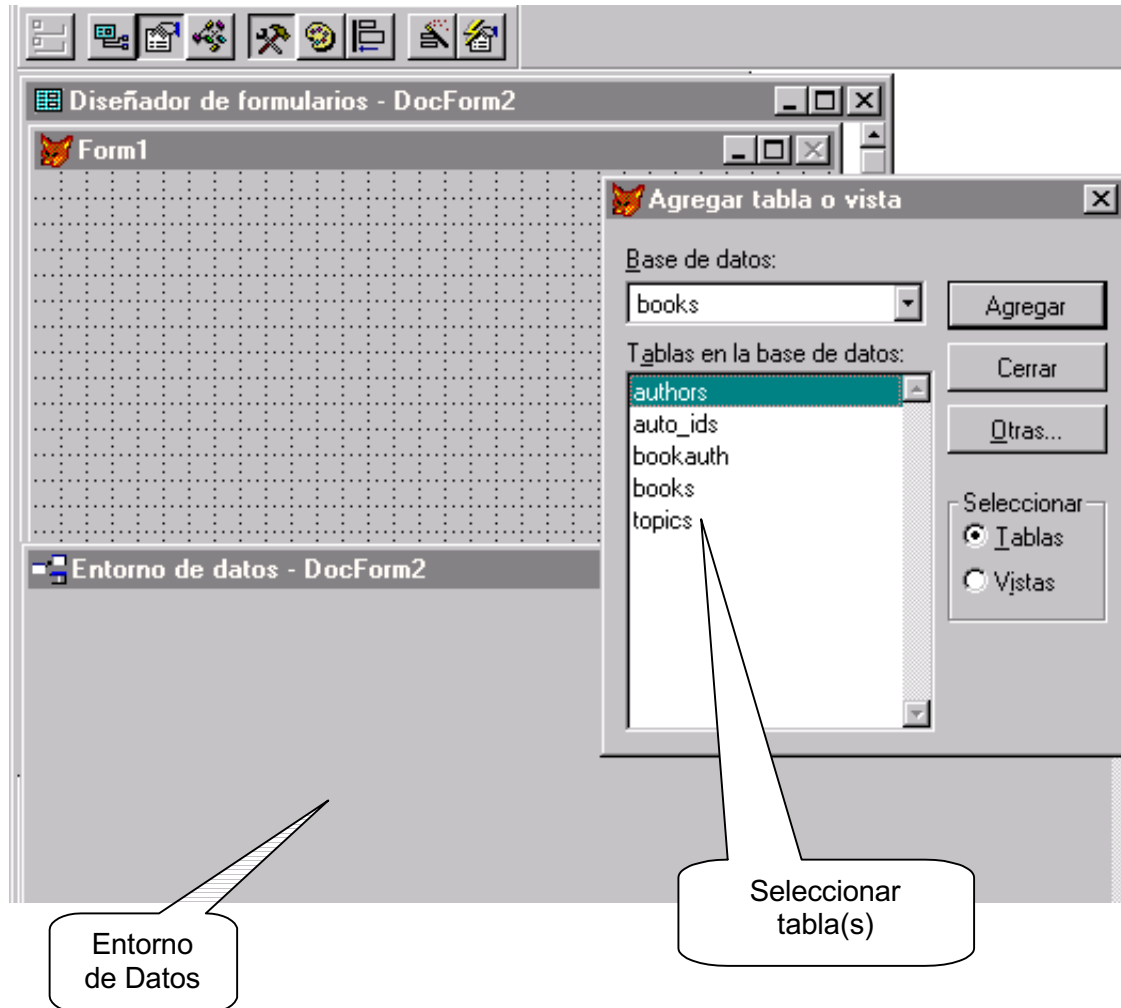 Diseñador de formularios - DocForm2
Form1
Agregar tabla o vista
Base de datos:
books
Agregar
Tablas en la base de datos:
Cerrar
authors
auto_ids
Otras...
bookauth
books
Seleccionar
topics
Tablas
Vistas
Entorno de datos - DocForm2
Seleccionar
tabla(s)
Entorno
de Datos